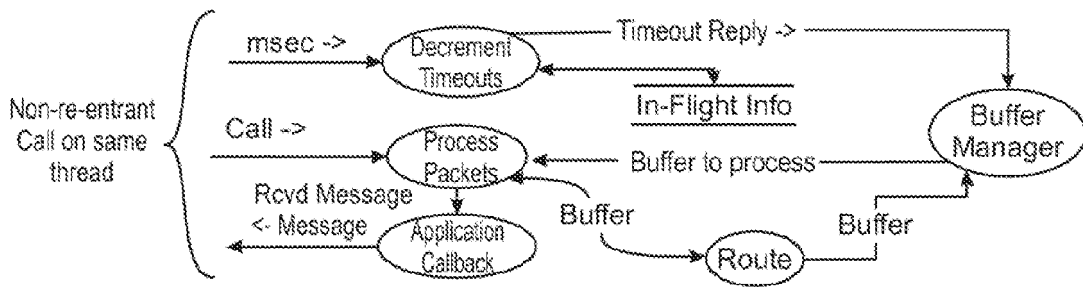 msec ->
Decrement
Timeouts
Timeout Reply ->
In-Flight Info
Buffer
Manager
Non-re-entrant
Call on same
thread
Call ->
Process
Packets
Buffer to process
Rcvd Message
<- Message
Application
Callback
Buffer
Route
Buffer